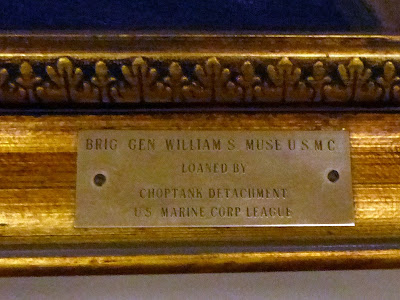 BRIG GEN WILLIAM S. MUSE U.S.M.C.
LOANED BY
CHOPTANK DETACHMENT
U.S. MARINE CORP LEAGUE